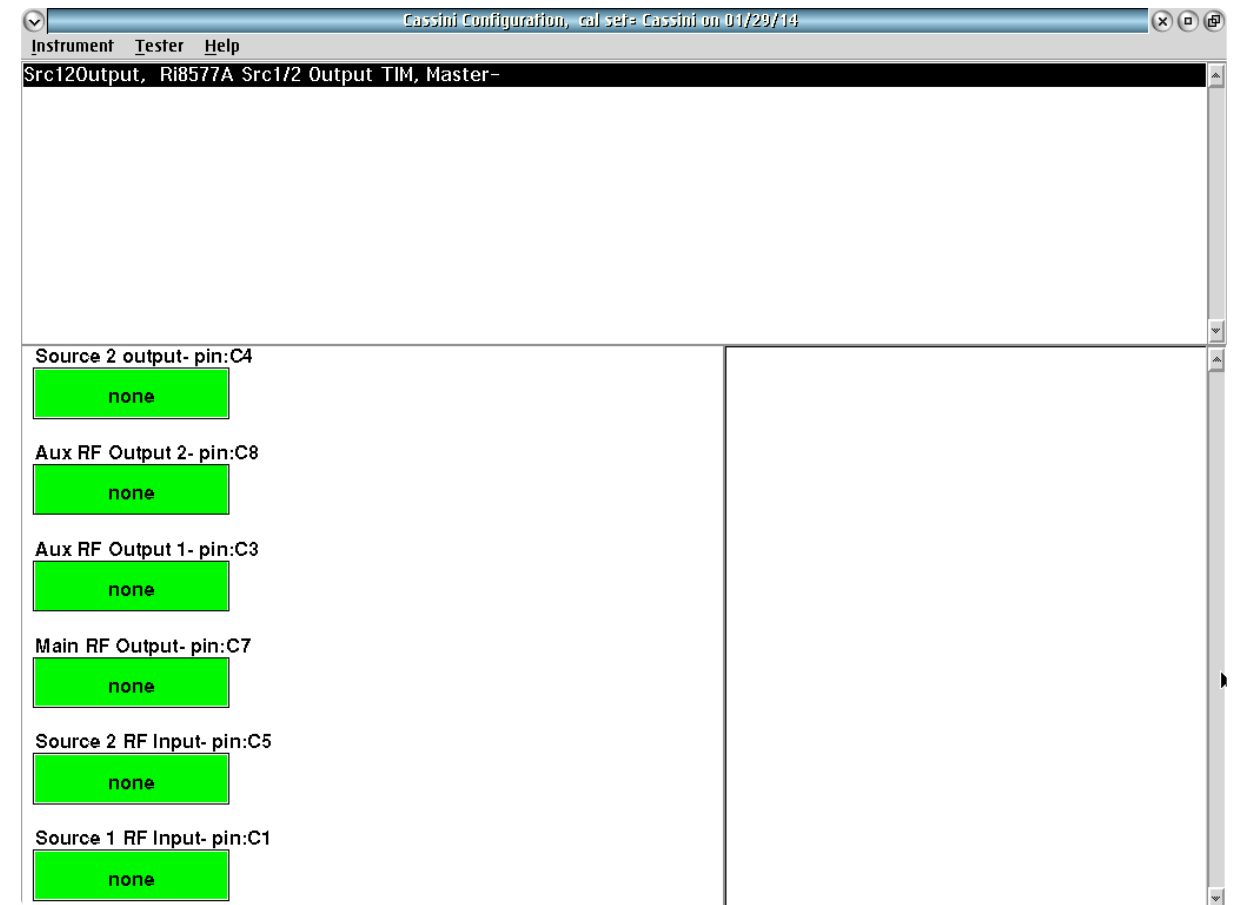 Cassini Configuration, cal set= Cassini on 01/29/14
Instrument Tester Help
Src12Output, Ri8577A Src1/2 Output TIM, Master-
Source 2 output- pin:C4
none
Aux RF Output 2- pin:C8
none
Aux RF Output 1- pin:C3
none
Main RF Output- pin:C7
none
Source 2 RF Input- pin:C5
none
Source 1 RF Input- pin:C1
none